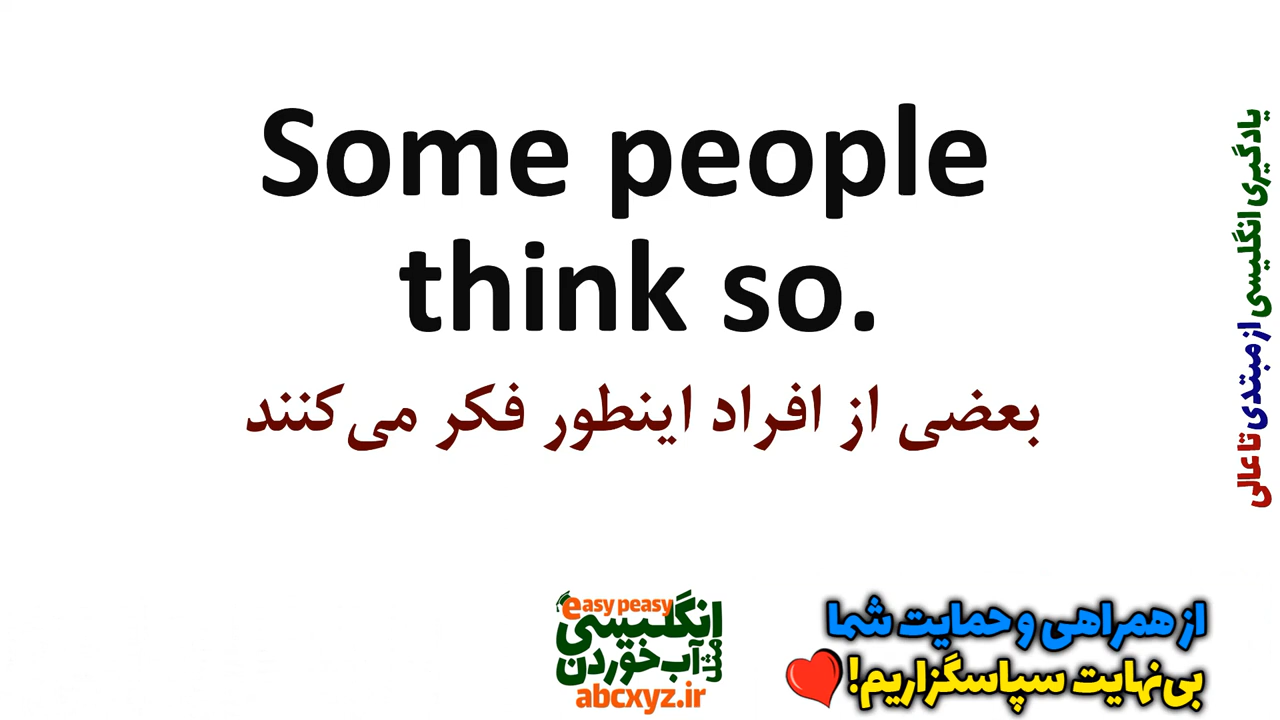 Some people
think so.
بعضی از افراد اینطور فکر می‌کنند
یادگیری انگلیسی از مبتدی تا عالی
easy peasy
انگلیسی
مثل آب خوردن
abcxyz.ir
از همراهی و حمایت شما
بی‌نهایت سپاسگزاریم!